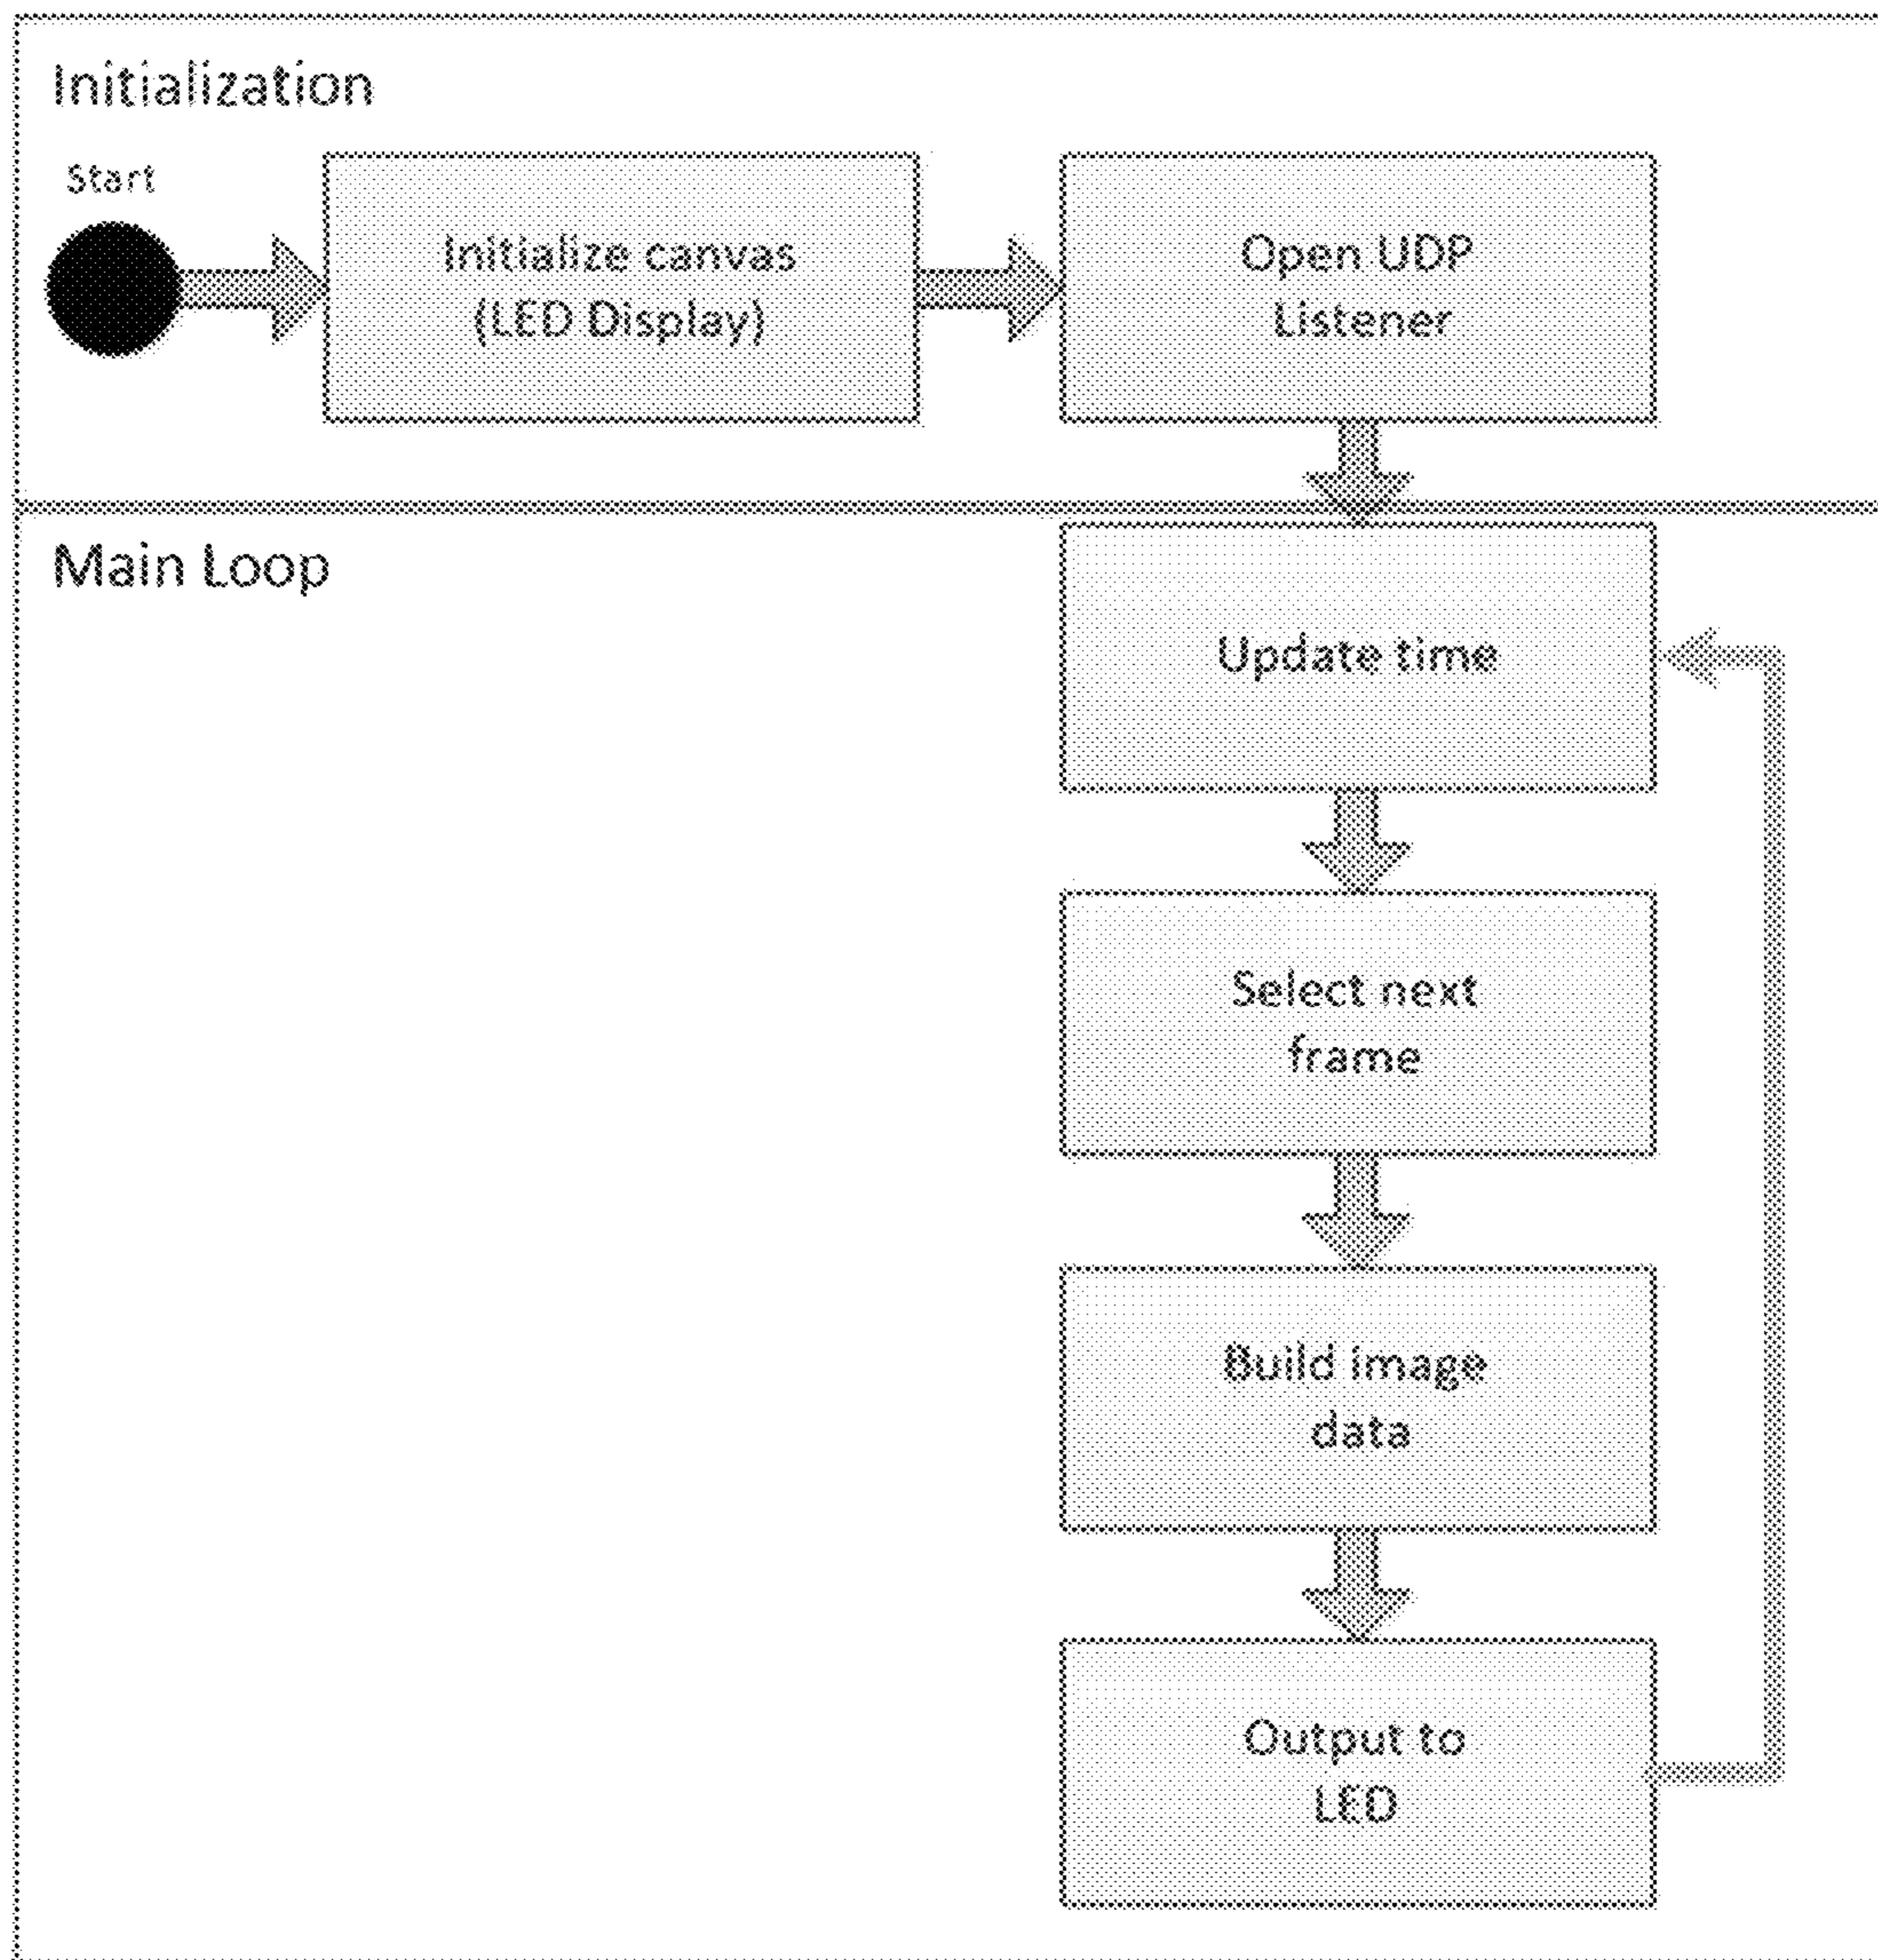 Initialization
Start
Initialize canvas
(LED Display)
Open UDP
Listener
Main Loop
Update time
Select next
frame
Build image
data
Output to
LED